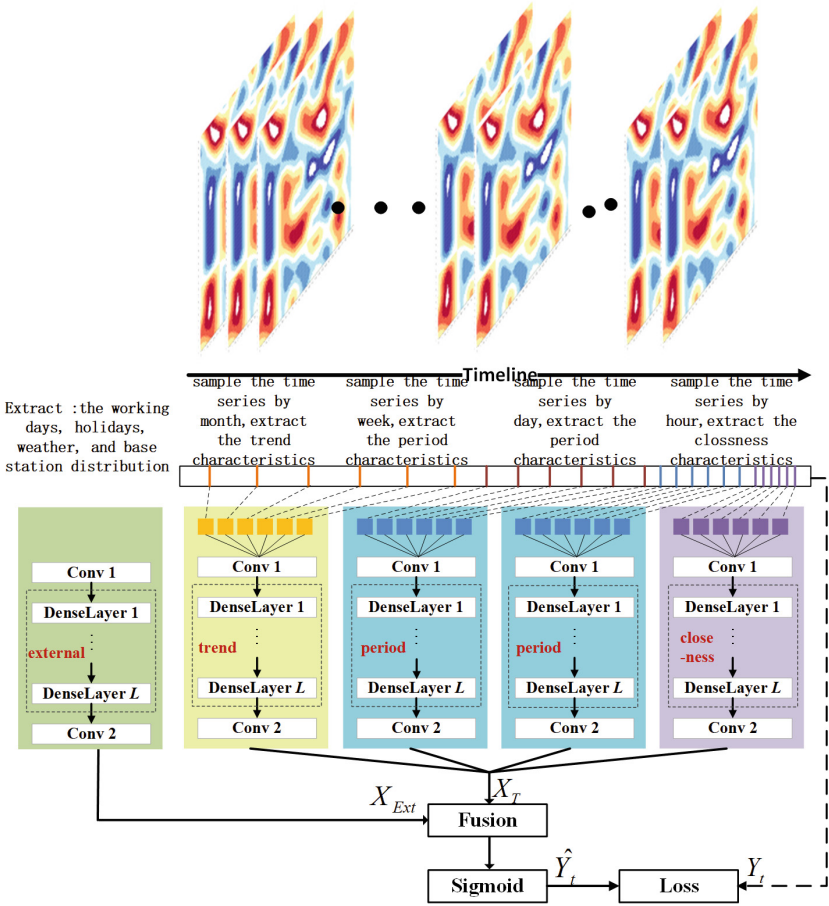 Timeline
Extract :the working
days, holidays,
weather, and base
station distribution
sample the time
series by
month,extract
the trend
characteristics
sample the time
series by
week,extract
the period
characteristics
sample the time
series by
day,extract the
period
characteristics
sample the time
series by
hour,extract the
clossness
characteristics
Conv 1
DenseLayer 1
external
DenseLayer L
Conv 2
Conv 1
DenseLayer 1
trend
DenseLayer L
Conv 2
Conv 1
DenseLayer 1
period
DenseLayer L
Conv 2
Conv 1
DenseLayer 1
period
DenseLayer L
Conv 2
Conv 1
DenseLayer 1
close
-ness
DenseLayer L
Conv 2
X_Ext
X_T
Fusion
Sigmoid
Ŷ_t
Loss
Y_t